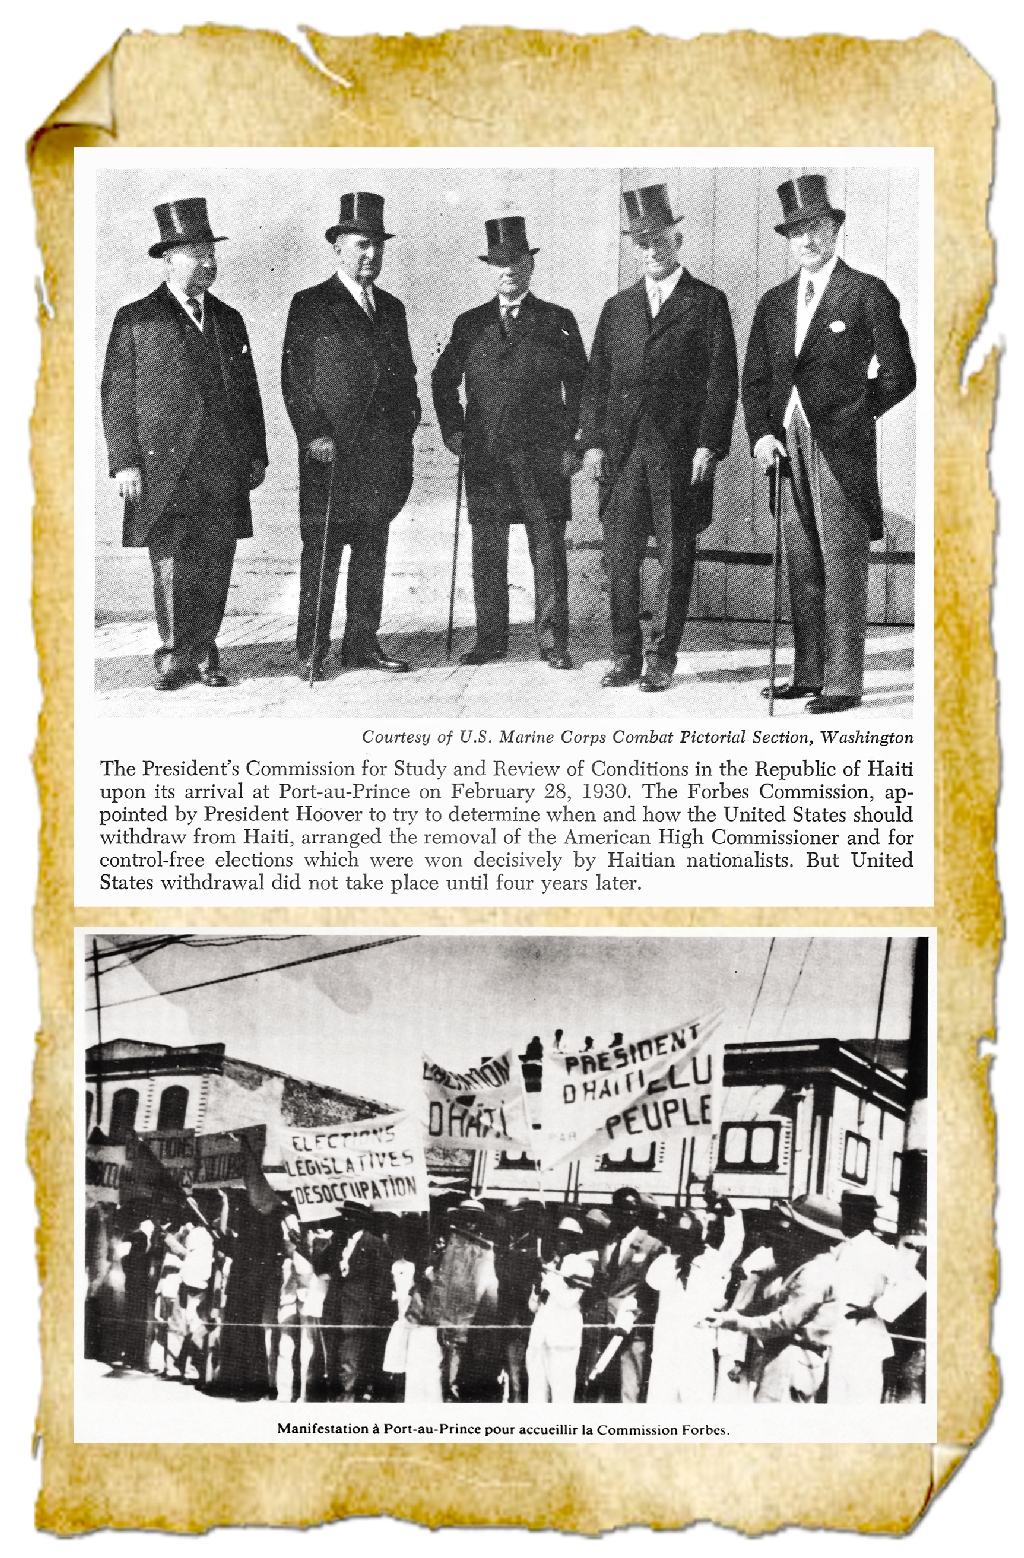 Courtesy of U.S. Marine Corps Combat Pictorial Section, Washington
The President's Commission for Study and Review of Conditions in the Republic of Haiti
upon its arrival at Port-au-Prince on February 28, 1930. The Forbes Commission, ap-
pointed by President Hoover to try to determine when and how the United States should
withdraw from Haiti, arranged the removal of the American High Commissioner and for
control-free elections which were won decisively by Haitian nationalists. But United
States withdrawal did not take place until four years later.
PRESIDENT
D'HAITI ELU
PAR PEUPLE
D'HAITI
ELECTIONS
LÉGISLATIVES
DÉSOCCUPATION
Manifestation à Port-au-Prince pour accueillir la Commission Forbes.